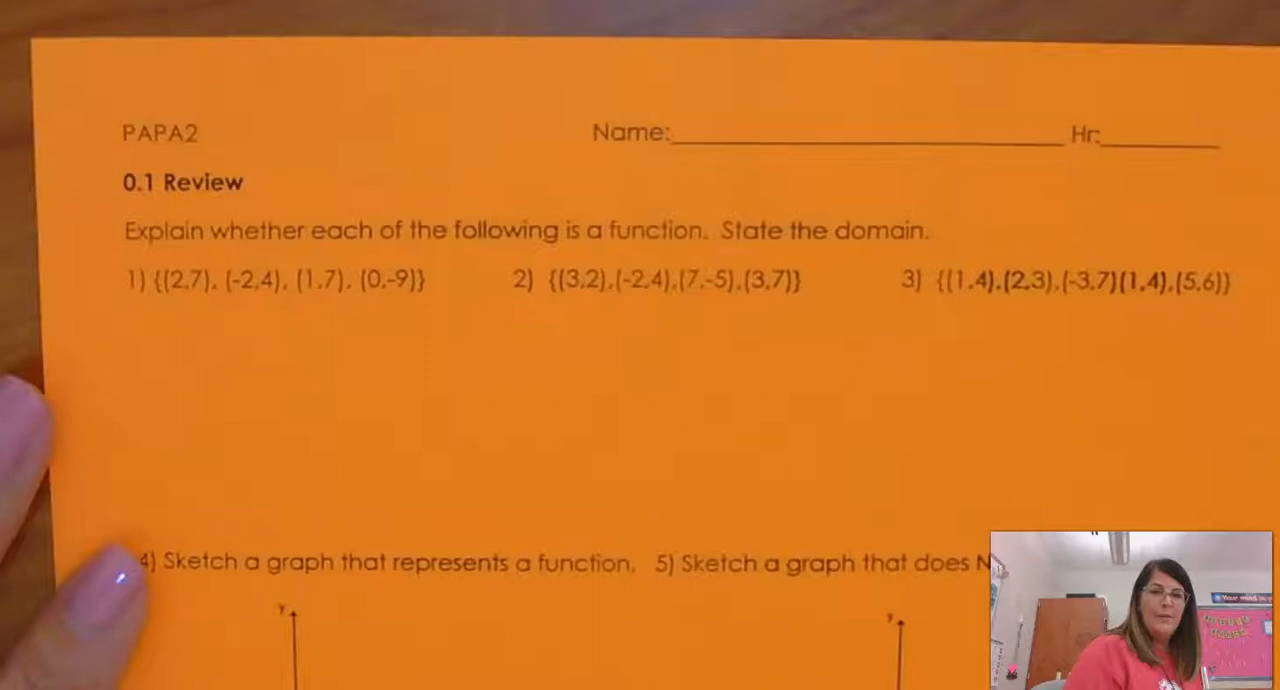 PAPA2 Name: Hr:
0.1 Review
Explain whether each of the following is a function. State the domain.
1) {(2,7), (-2,4), (1,7), (0,-9)} 2) {(3,2),(-2,4),(7,-5),(3,7)} 3) {(1,4),(2,3),(-3,7)(1,4),(5,6)}
4) Sketch a graph that represents a function. 5) Sketch a graph that does N
y y
Your mind